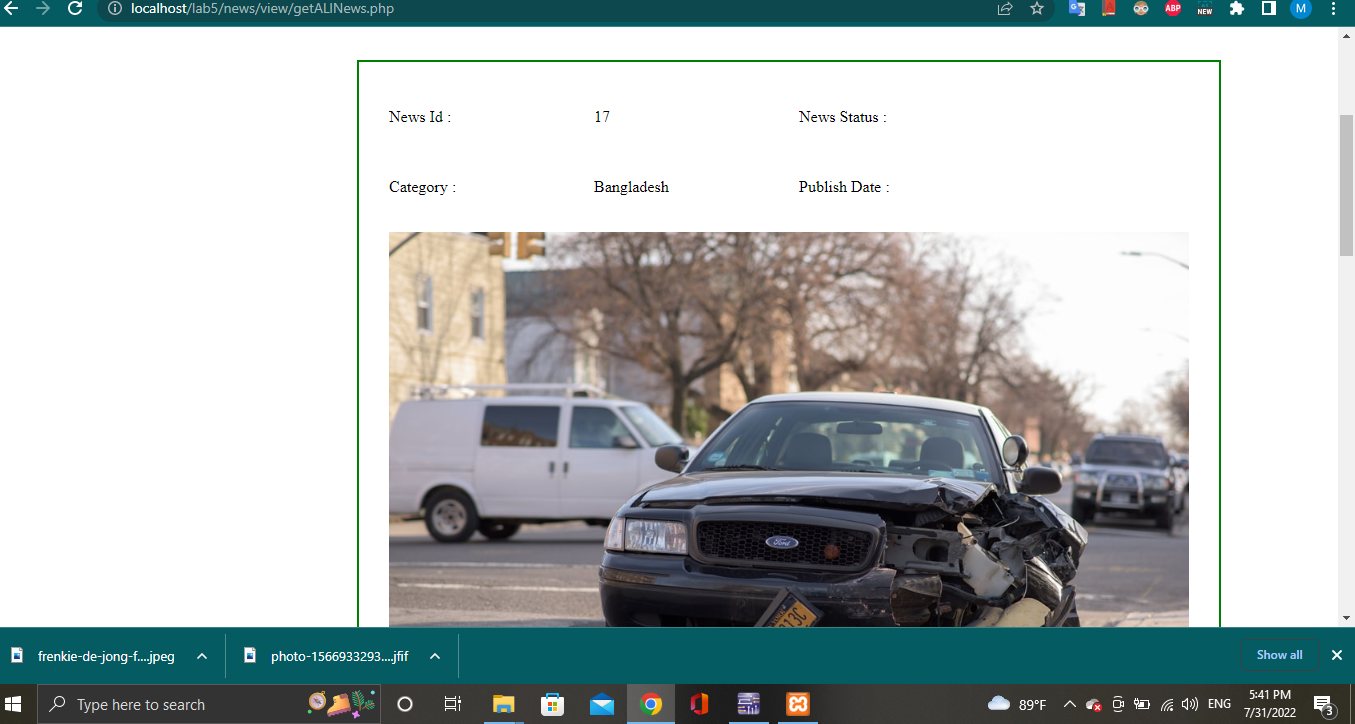 localhost/lab5/news/view/getALlNews.php
ABP
NEW
M
News Id : 17 News Status :
Category : Bangladesh Publish Date :
Ford
13C
frenkie-de-jong-f....jpeg
photo-1566933293....jfif
Show all
Type here to search
89°F
ENG
5:41 PM
7/31/2022
3